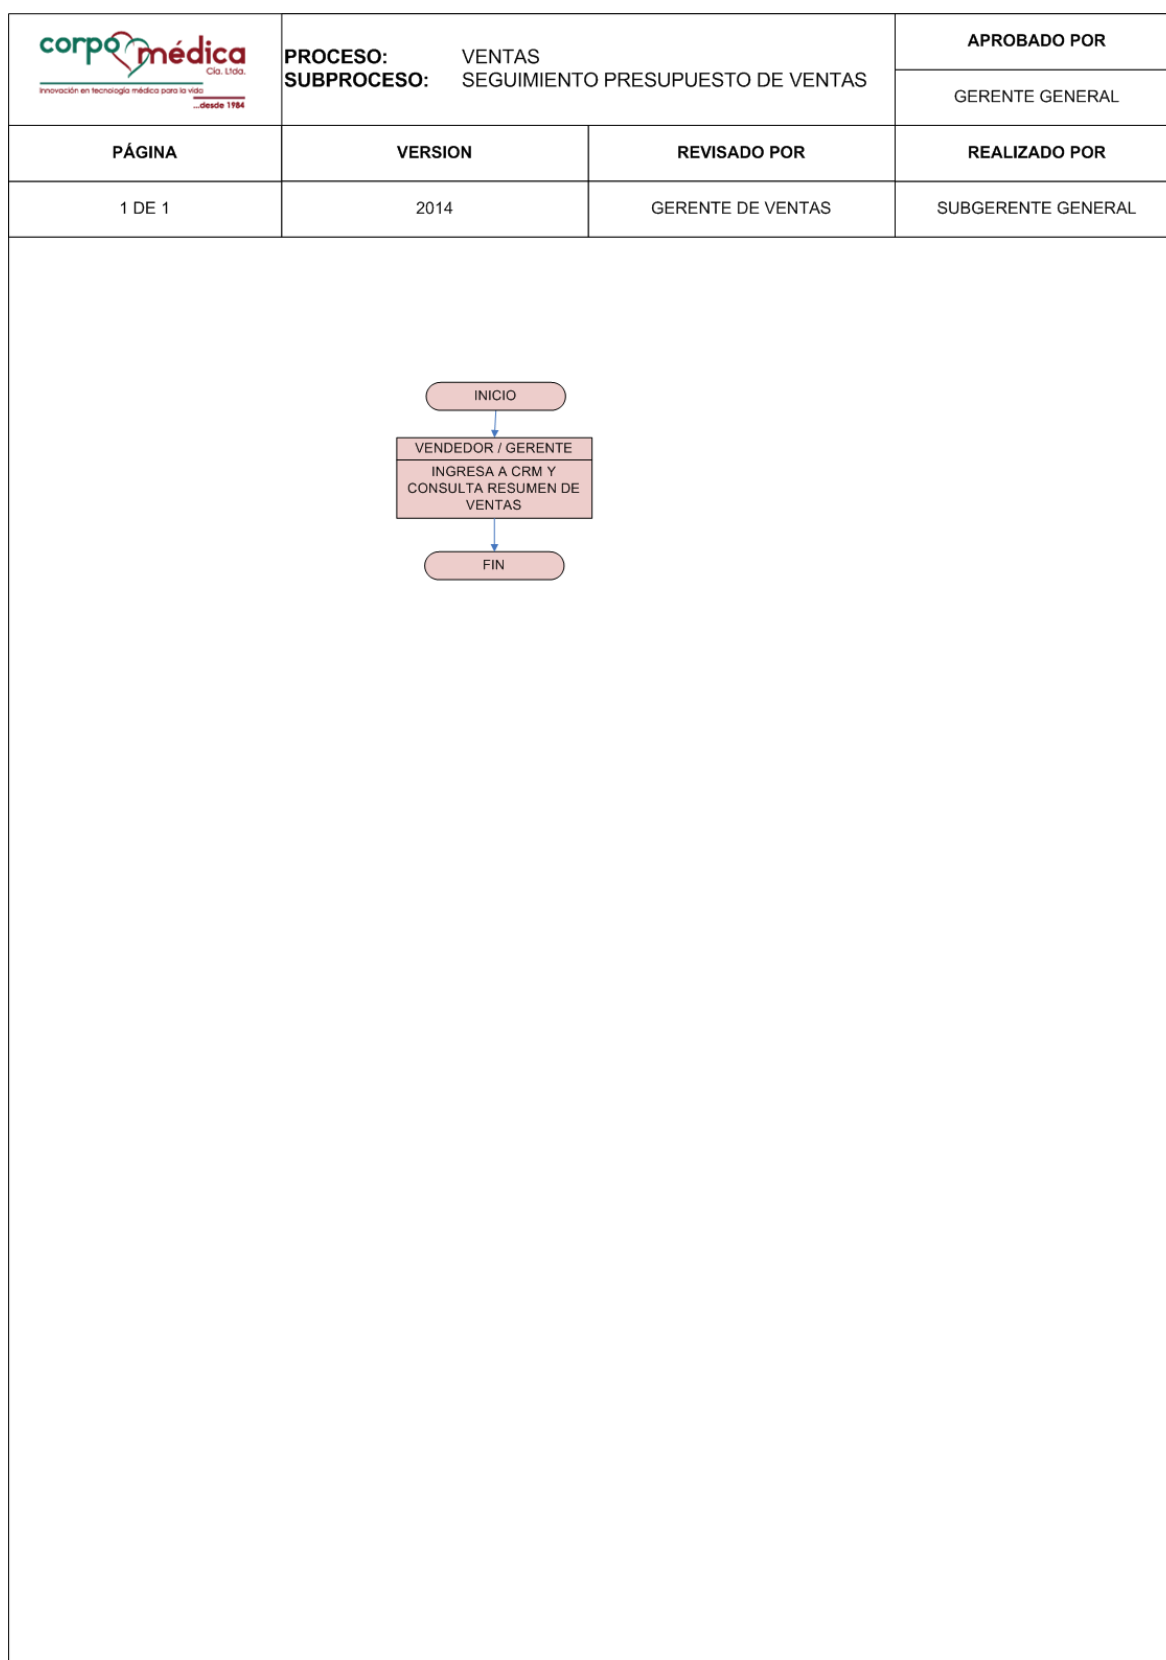 corpomédica
Cía. Ltda.
Innovación en tecnología médica para la vida
...desde 1984
PROCESO: VENTAS
SUBPROCESO: SEGUIMIENTO PRESUPUESTO DE VENTAS
APROBADO POR
GERENTE GENERAL
PÁGINA VERSION REVISADO POR REALIZADO POR
1 DE 1 2014 GERENTE DE VENTAS SUBGERENTE GENERAL
INICIO
VENDEDOR / GERENTE
INGRESA A CRM Y
CONSULTA RESUMEN DE
VENTAS
FIN